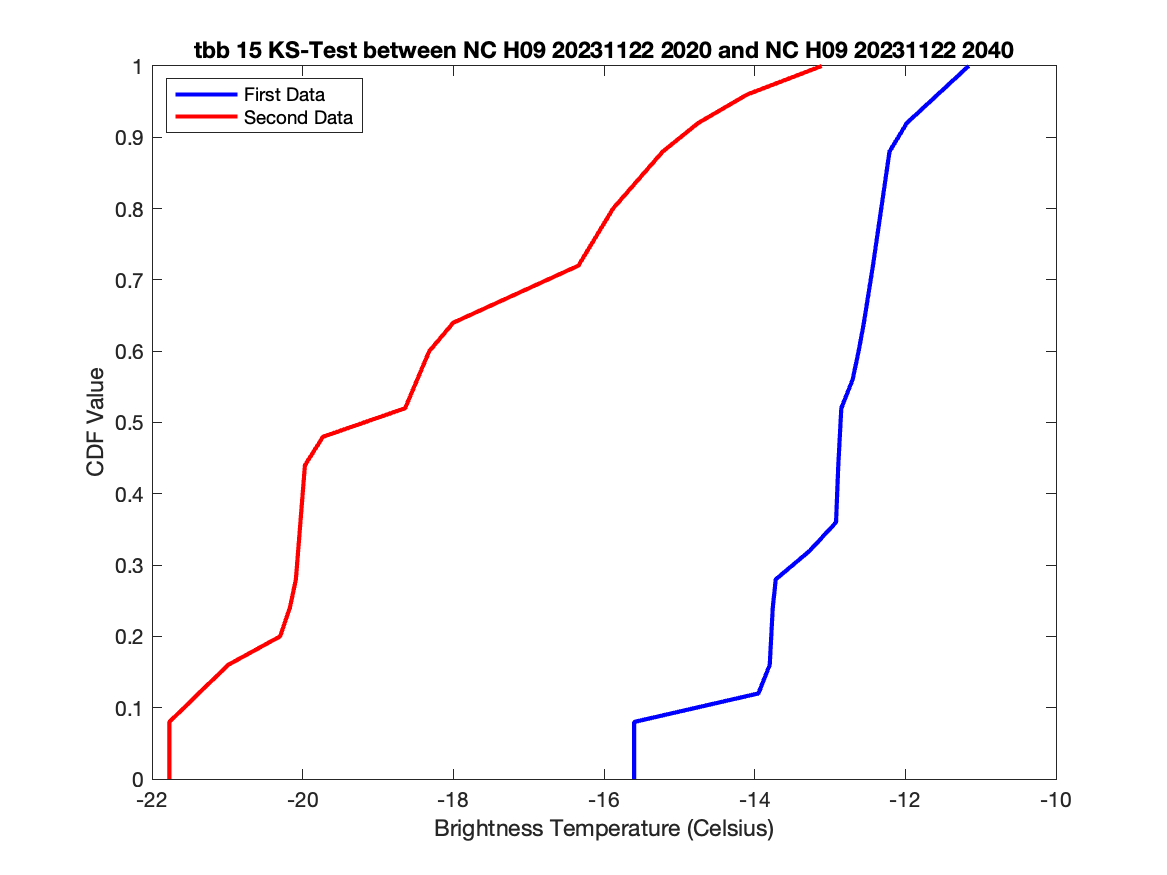 tbb 15 KS-Test between NC H09 20231122 2020 and NC H09 20231122 2040
First Data
Second Data
1
0.9
0.8
0.7
0.6
0.5
0.4
0.3
0.2
0.1
0
CDF Value
-22 -20 -18 -16 -14 -12 -10
Brightness Temperature (Celsius)